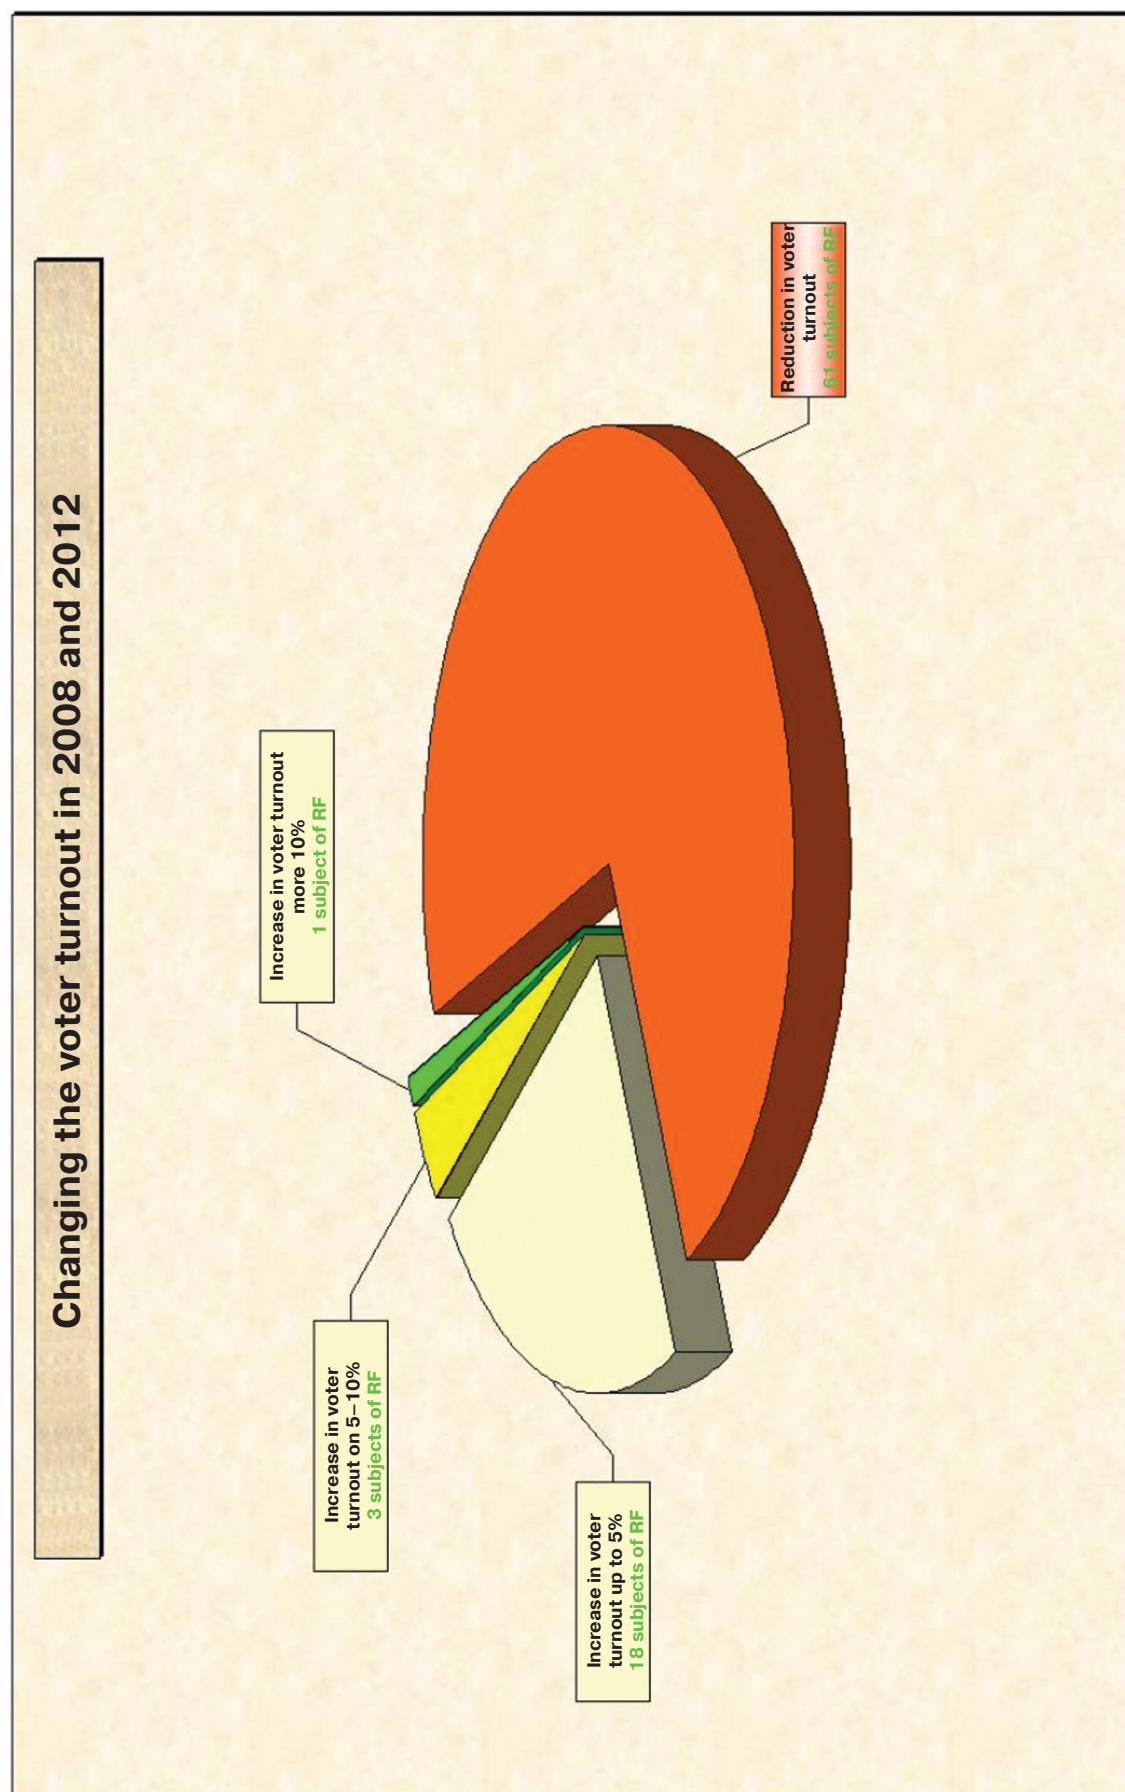 Changing the voter turnout in 2008 and 2012
Increase in voter turnout
more 10%
1 subject of RF
Increase in voter
turnout on 5–10%
3 subjects of RF
Increase in voter
turnout up to 5%
18 subjects of RF
Reduction in voter
turnout
61 subjects of RF